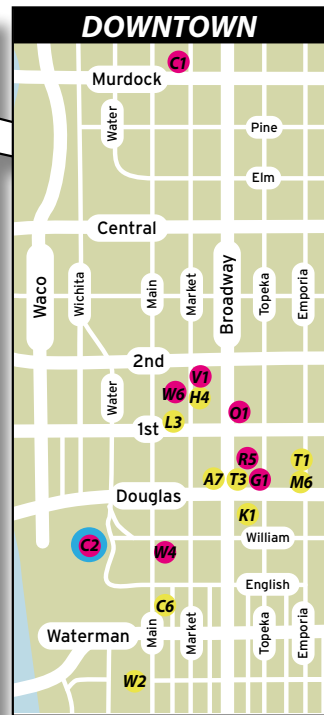 DOWNTOWN
C1
Murdock
Water
Pine
Elm
Central
Waco
Wichita
Main
Market
Broadway
Topeka
Emporia
2nd
V1
W6
H4
Water
O1
L3
1st
R5
T1
A7
T3
G1
M6
Douglas
K1
C2
W4
William
C6
English
Waterman
Main
Market
Topeka
Emporia
W2